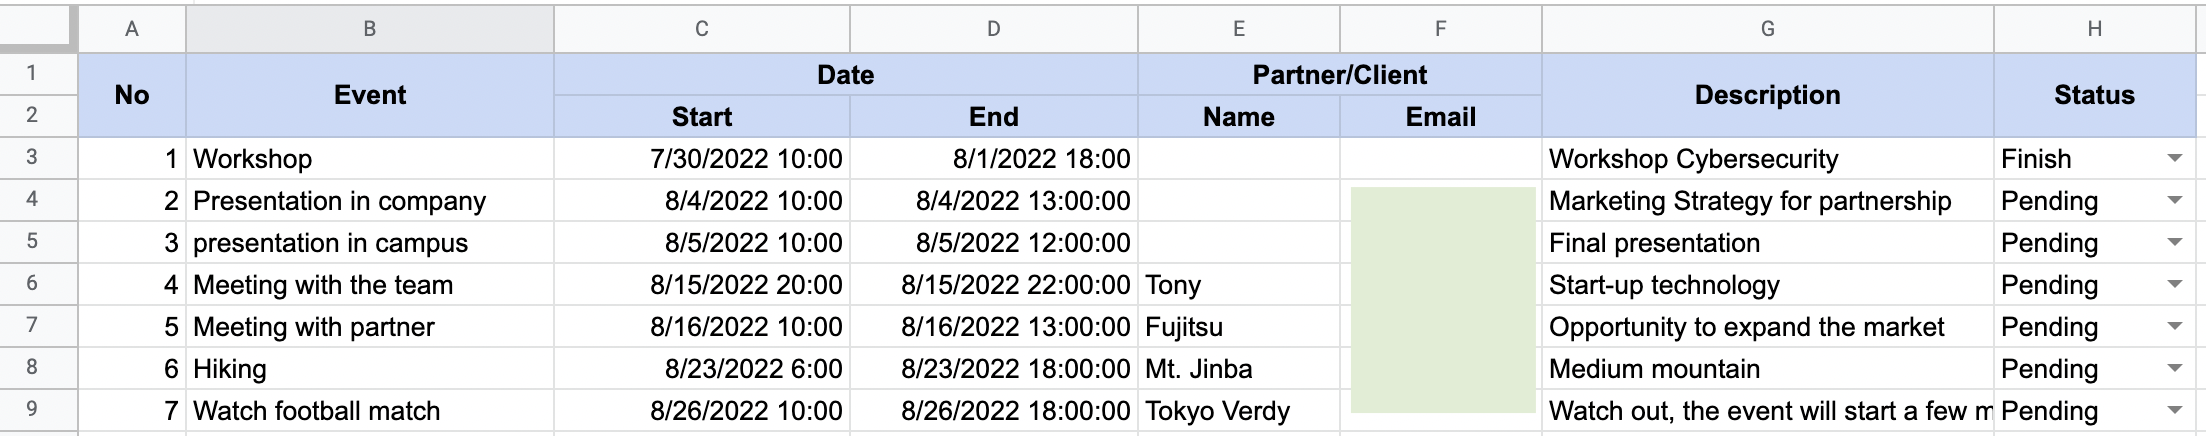 A B C D E F G H
1 Date Partner/Client
No Event Description Status
2 Start End Name Email
3 1 Workshop 7/30/2022 10:00 8/1/2022 18:00 Workshop Cybersecurity Finish
4 2 Presentation in company 8/4/2022 10:00 8/4/2022 13:00:00 Marketing Strategy for partnership Pending
5 3 presentation in campus 8/5/2022 10:00 8/5/2022 12:00:00 Final presentation Pending
6 4 Meeting with the team 8/15/2022 20:00 8/15/2022 22:00:00 Tony Start-up technology Pending
7 5 Meeting with partner 8/16/2022 10:00 8/16/2022 13:00:00 Fujitsu Opportunity to expand the market Pending
8 6 Hiking 8/23/2022 6:00 8/23/2022 18:00:00 Mt. Jinba Medium mountain Pending
9 7 Watch football match 8/26/2022 10:00 8/26/2022 18:00:00 Tokyo Verdy Watch out, the event will start a few Pending